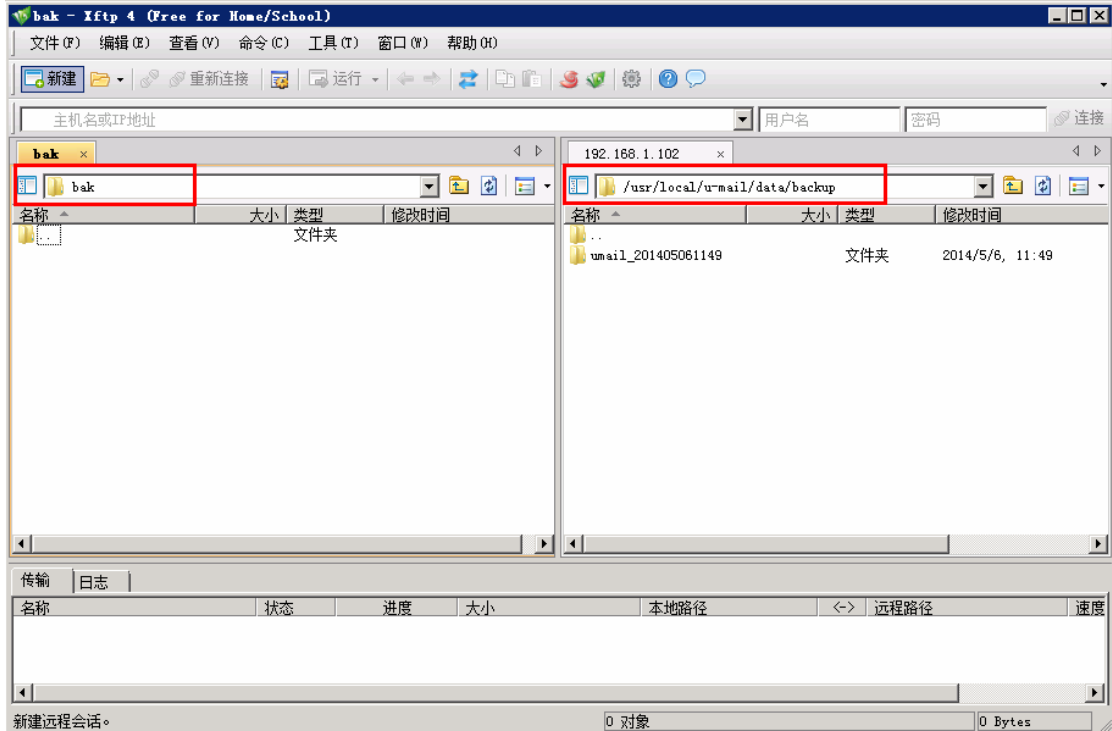 bak - Xftp 4 (Free for Home/School)
文件(F) 编辑(E) 查看(V) 命令(C) 工具(T) 窗口(W) 帮助(H)
新建 重新连接 运行
主机名或IP地址 用户名 密码 连接
bak × 192.168.1.102 ×
bak /usr/local/u-mail/data/backup
名称 大小 类型 修改时间 名称 大小 类型 修改时间
.. 文件夹 ..
umail_201405061149 文件夹 2014/5/6, 11:49
传输 日志
名称 状态 进度 大小 本地路径 <-> 远程路径 速度
新建远程会话。 0 对象 0 Bytes